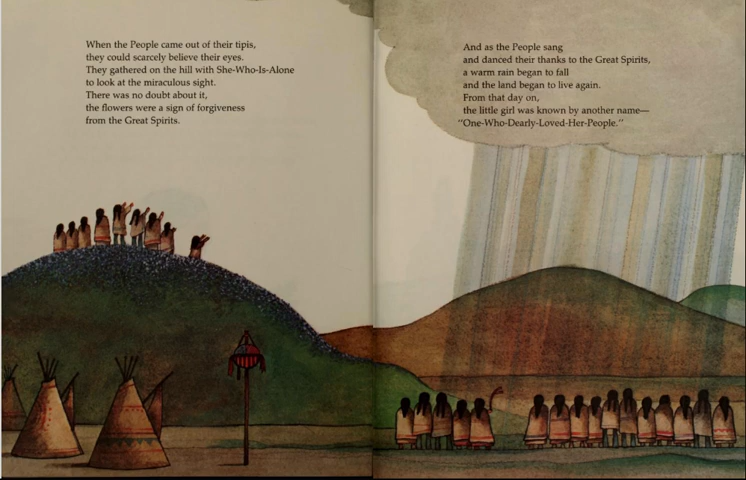 When the People came out of their tipis,
they could scarcely believe their eyes.
They gathered on the hill with She-Who-Is-Alone
to look at the miraculous sight.
There was no doubt about it,
the flowers were a sign of forgiveness
from the Great Spirits.
And as the People sang
and danced their thanks to the Great Spirits,
a warm rain began to fall
and the land began to live again.
From that day on,
the little girl was known by another name—
“One-Who-Dearly-Loved-Her-People.”